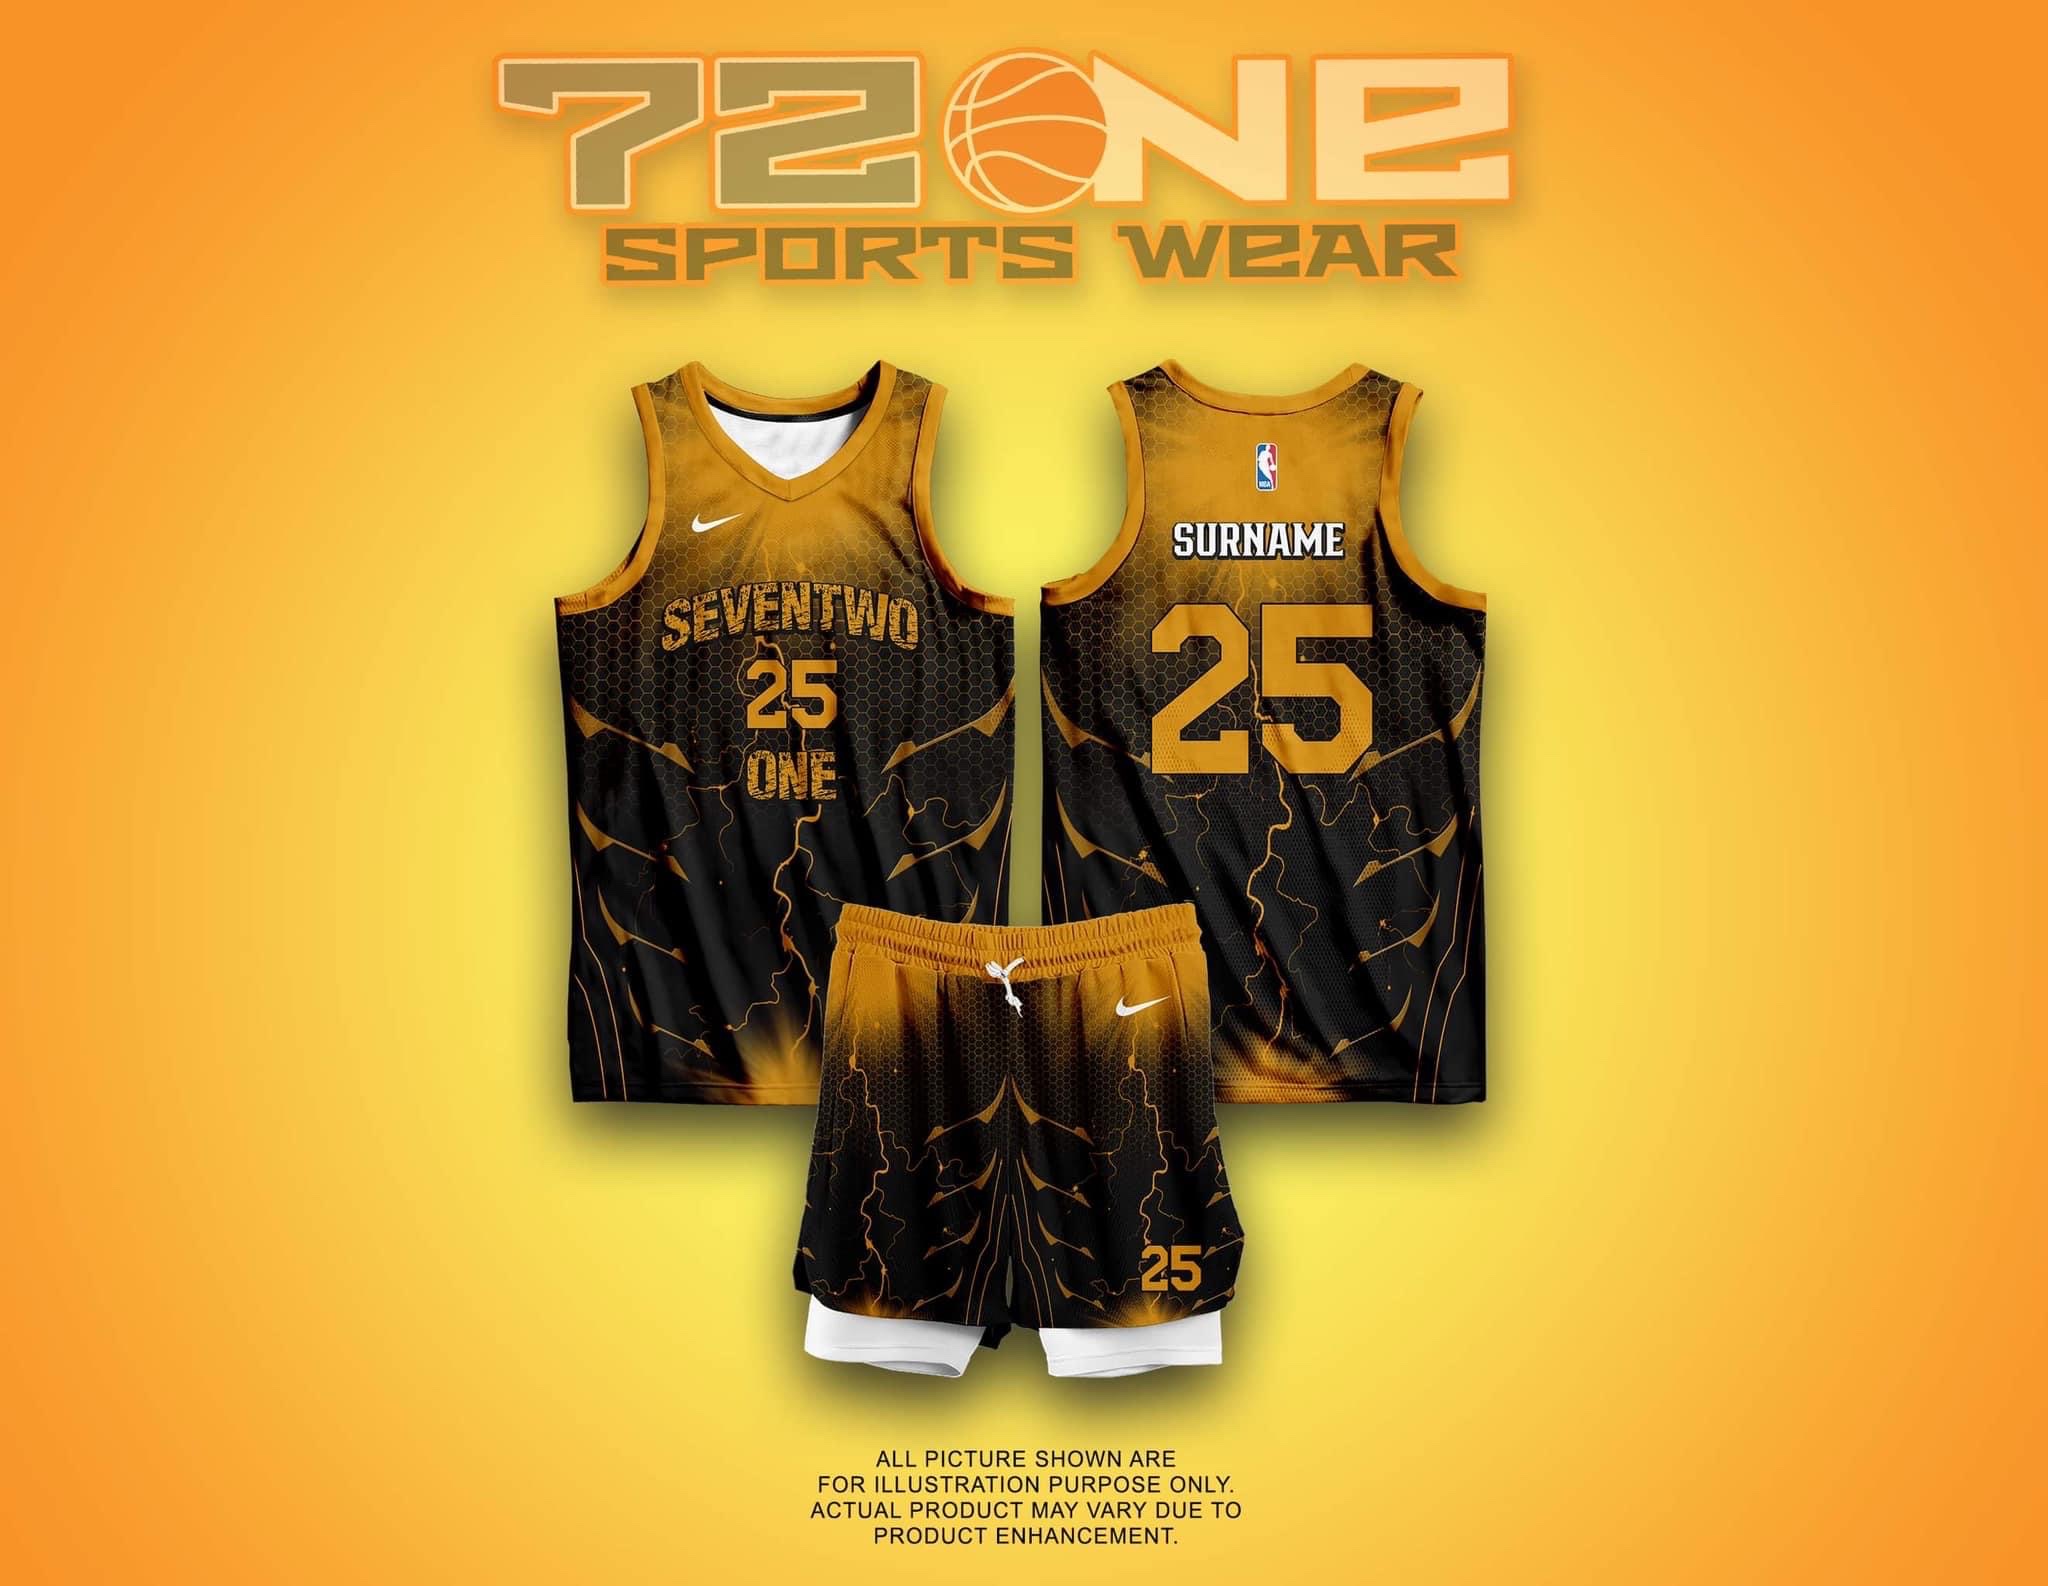 72ONE
SPORTS WEAR
NBA
SURNAME
SEVENTWO
25
25
ONE
25
ALL PICTURE SHOWN ARE
FOR ILLUSTRATION PURPOSE ONLY.
ACTUAL PRODUCT MAY VARY DUE TO
PRODUCT ENHANCEMENT.